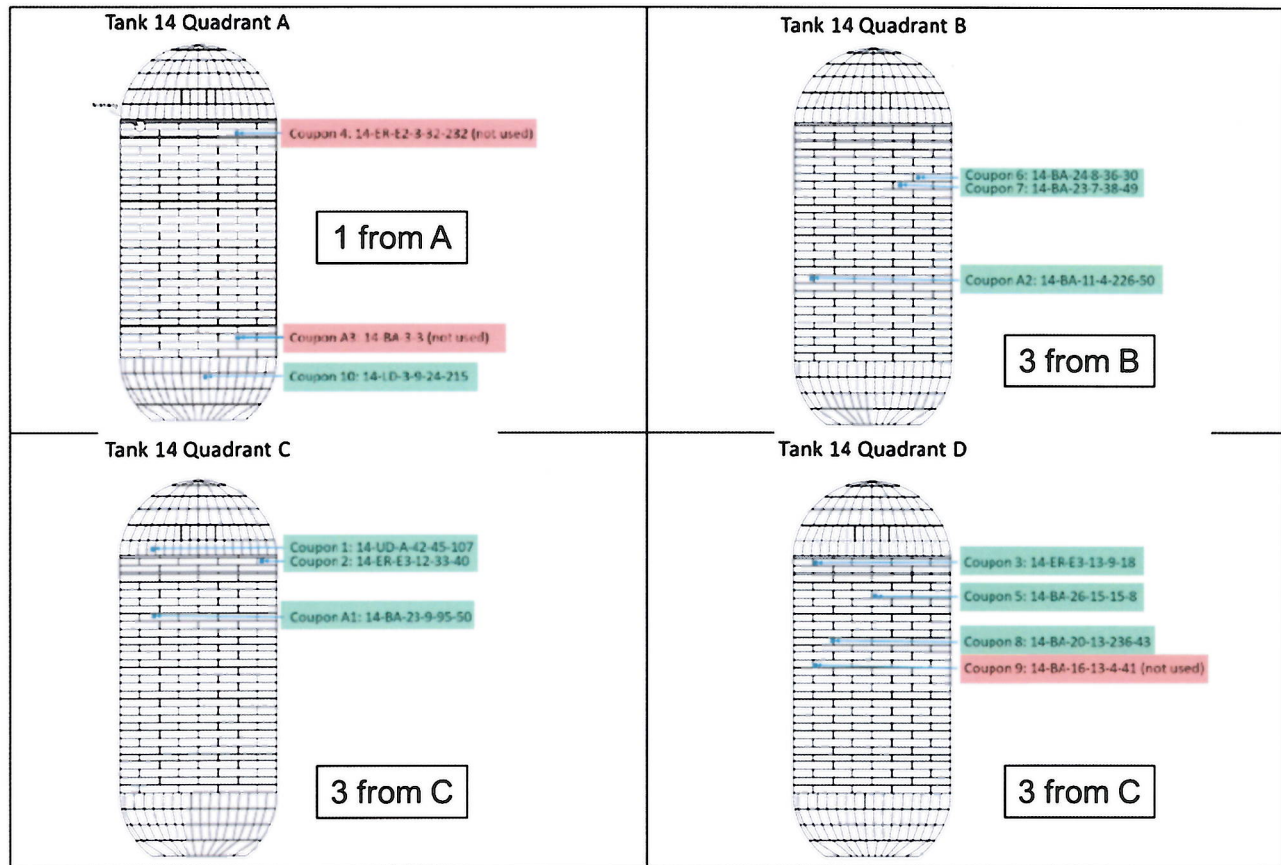 Tank 14 Quadrant A
Coupon 4: 14-ER-E2-3-32-232 (not used)
1 from A
Coupon A3: 14-BA-3-3 (not used)
Coupon 10: 14-LD-3-9-24-215
Tank 14 Quadrant B
Coupon 6: 14-BA-24-8-36-30
Coupon 7: 14-BA-23-7-38-49
Coupon A2: 14-BA-11-4-226-50
3 from B
Tank 14 Quadrant C
Coupon 1: 14-UD-A-42-45-107
Coupon 2: 14-ER-E3-12-33-40
Coupon A1: 14-BA-23-9-95-50
3 from C
Tank 14 Quadrant D
Coupon 3: 14-ER-E3-13-9-18
Coupon 5: 14-BA-26-15-15-8
Coupon 8: 14-BA-20-13-236-43
Coupon 9: 14-BA-16-13-4-41 (not used)
3 from C